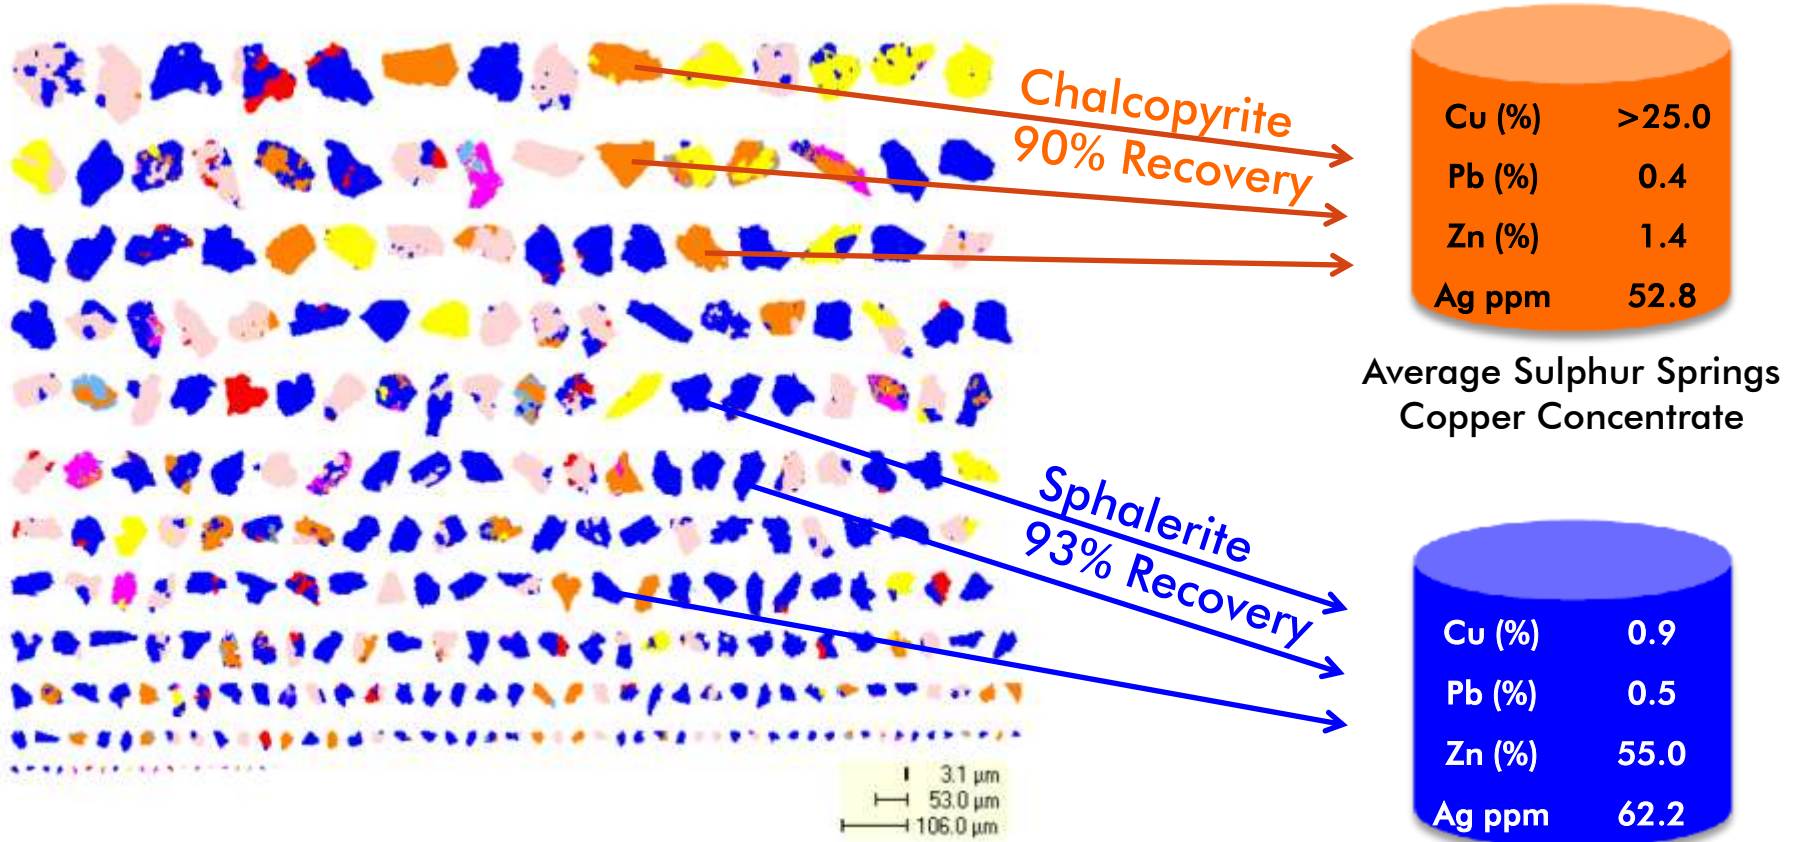 Chalcopyrite
90% Recovery
Cu (%) >25.0
Pb (%) 0.4
Zn (%) 1.4
Ag ppm 52.8
Average Sulphur Springs
Copper Concentrate
Sphalerite
93% Recovery
Cu (%) 0.9
Pb (%) 0.5
Zn (%) 55.0
Ag ppm 62.2
3.1 µm
53.0 µm
106.0 µm